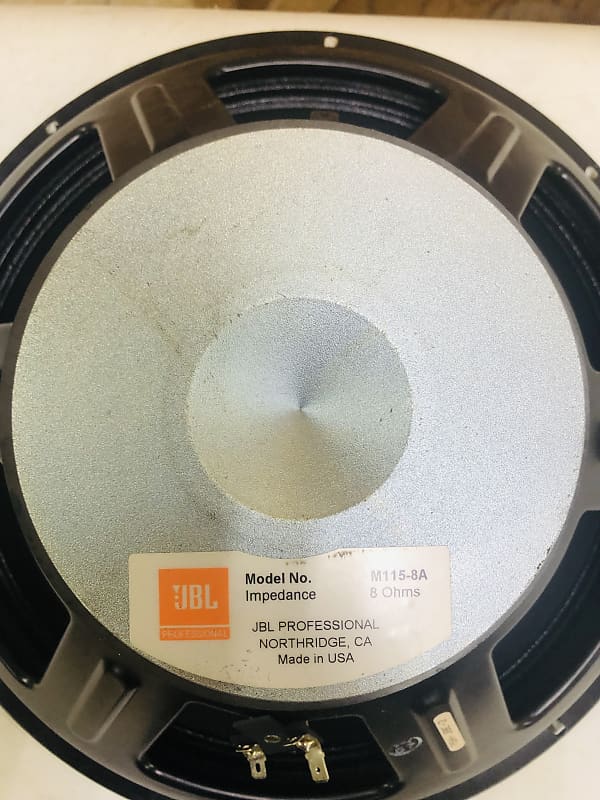 JBL
PROFESSIONAL
Model No. M115-8A
Impedance 8 Ohms
JBL PROFESSIONAL
NORTHRIDGE, CA
Made in USA